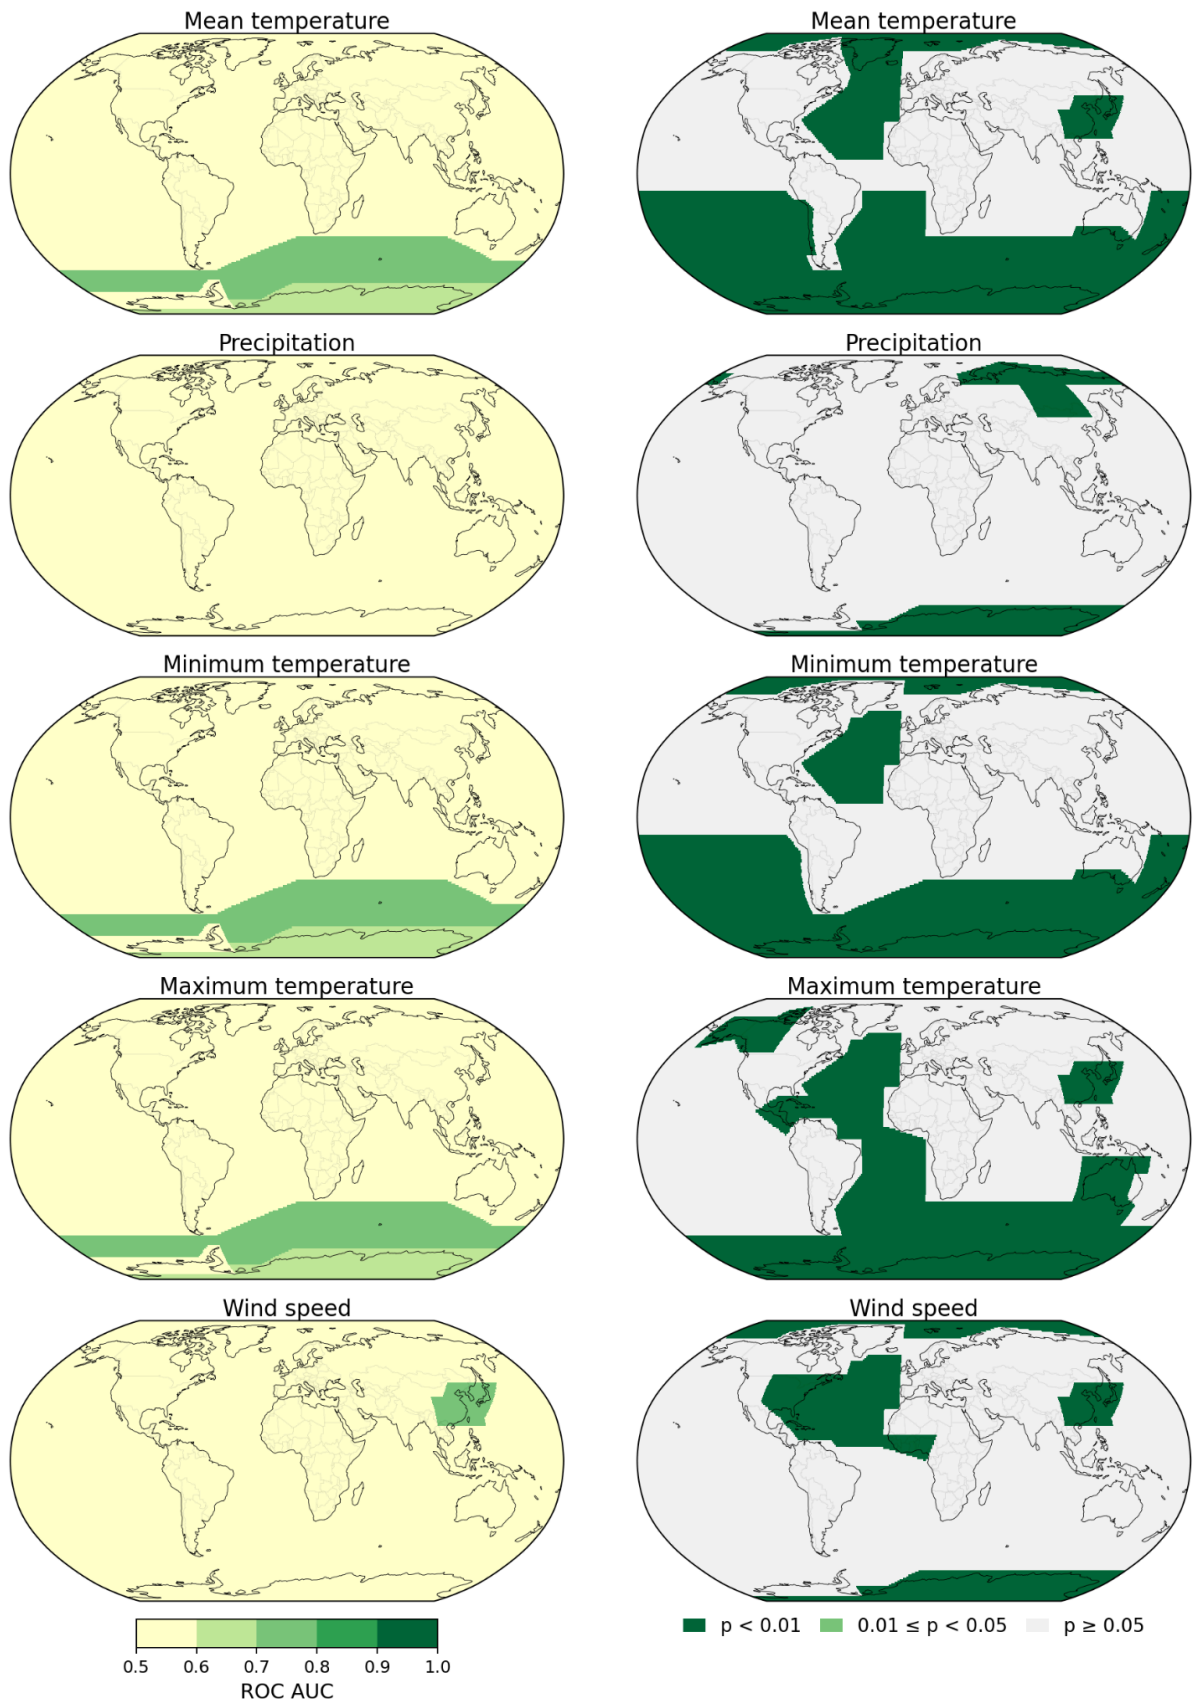 Mean temperature
Mean temperature
Precipitation
Precipitation
Minimum temperature
Minimum temperature
Maximum temperature
Maximum temperature
Wind speed
Wind speed
p < 0.01
0.01 ≤ p < 0.05
p ≥ 0.05
0.5 0.6 0.7 0.8 0.9 1.0
ROC AUC